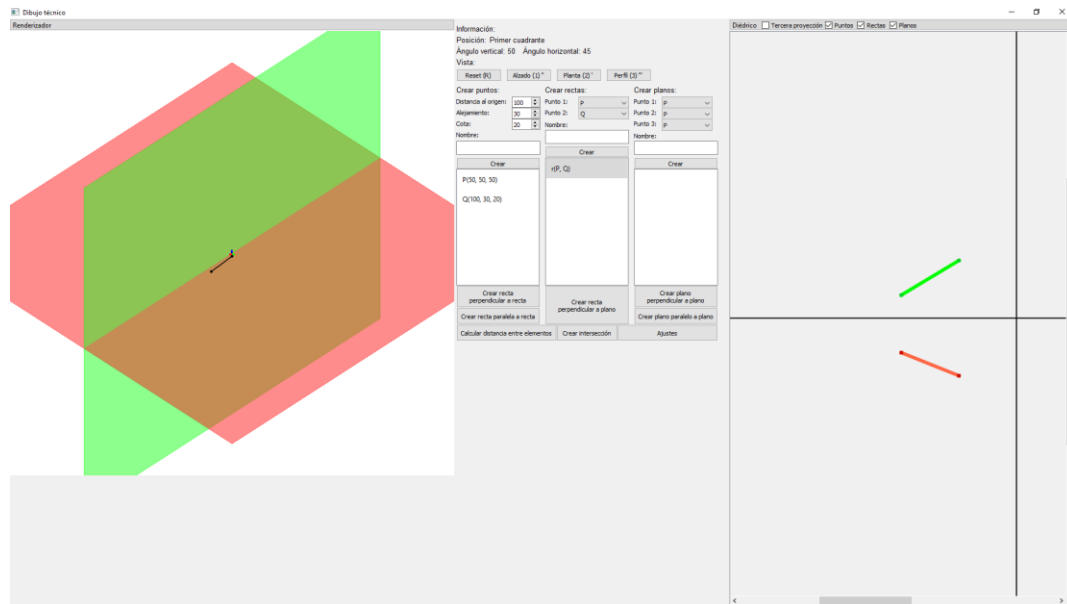 Dibujo técnico
Renderizador
Información:
Posición: Primer cuadrante
Ángulo vertical: 50 Ángulo horizontal: 45
Vista:
Reset (R) Alzado (1) '' Planta (2) ' Perfil (3) '''
Crear puntos: Crear rectas: Crear planos:
Distancia al origen: 100 Punto 1: P Punto 1: P
Alejamiento: 30 Punto 2: Q Punto 2: P
Cota: 20 Nombre: Punto 3: P
Nombre: Nombre:
Crear Crear Crear
P(50, 50, 50) r(P, Q)
Q(100, 30, 20)
Crear recta perpendicular a recta
Crear recta perpendicular a plano
Crear plano perpendicular a plano
Crear recta paralela a recta
Crear plano paralelo a plano
Calcular distancia entre elementos Crear intersección Ajustes
Diédrico Tercera proyección Puntos Rectas Planos